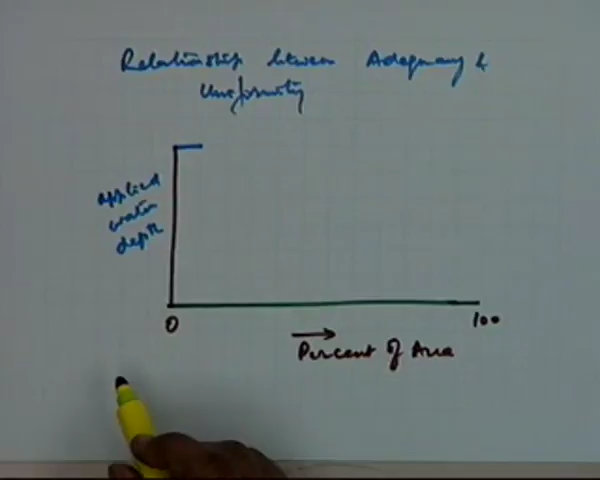 Relationship between Adequacy &
Uniformity
applied
water
depth
0
100
Percent of Area